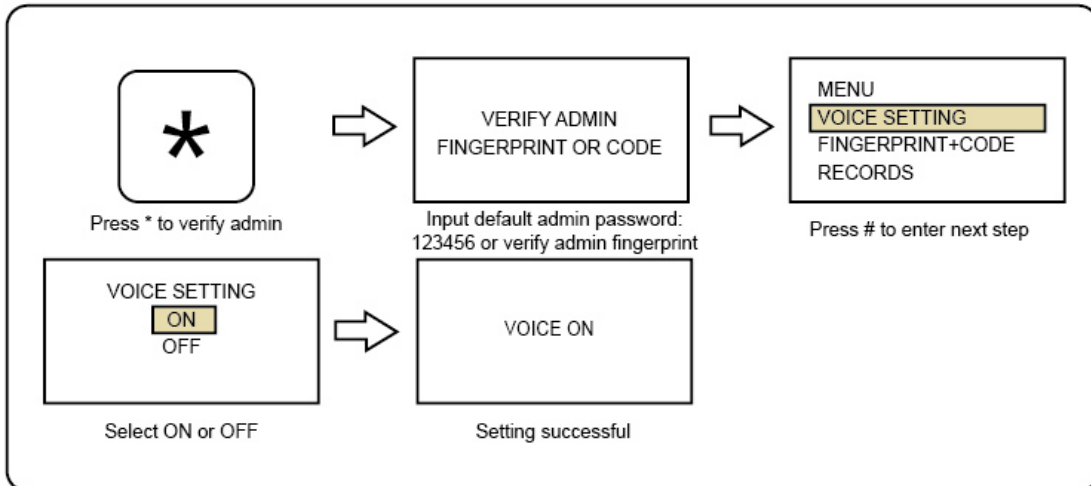 *
Press * to verify admin
VERIFY ADMIN
FINGERPRINT OR CODE
Input default admin password:
123456 or verify admin fingerprint
MENU
VOICE SETTING
FINGERPRINT+CODE
RECORDS
Press # to enter next step
VOICE SETTING
ON
OFF
Select ON or OFF
VOICE ON
Setting successful